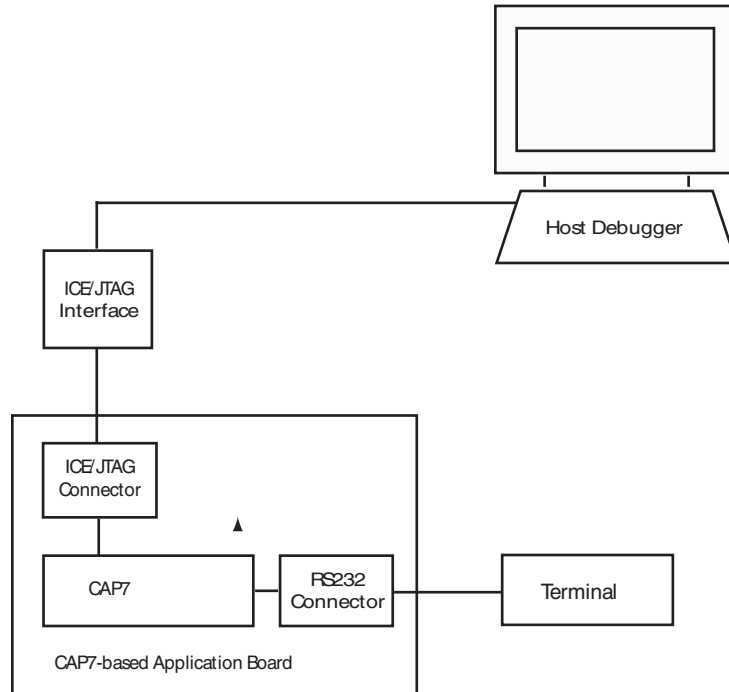 Host Debugger
ICE/JTAG
Interface
ICE/JTAG
Connector
CAP7
RS232
Connector
Terminal
CAP7-based Application Board